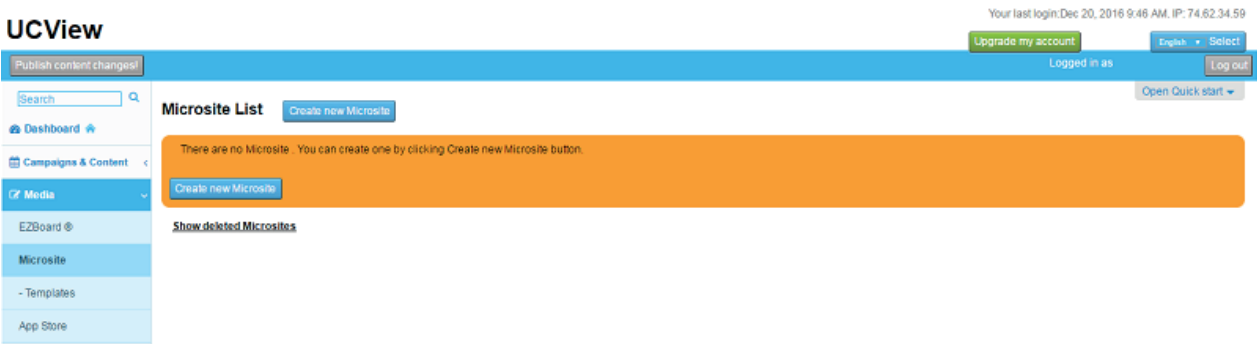 Your last login:Dec 20, 2016 9:46 AM, IP: 74.62.34.59
UCView
Upgrade my account
English Select
Publish content changes!
Logged in as
Log out
Search
Open Quick start
Microsite List
Create new Microsite
Dashboard
There are no Microsite . You can create one by clicking Create new Microsite button.
Campaigns & Content
Create new Microsite
Media
EZBoard ®
Show deleted Microsites
Microsite
- Templates
App Store